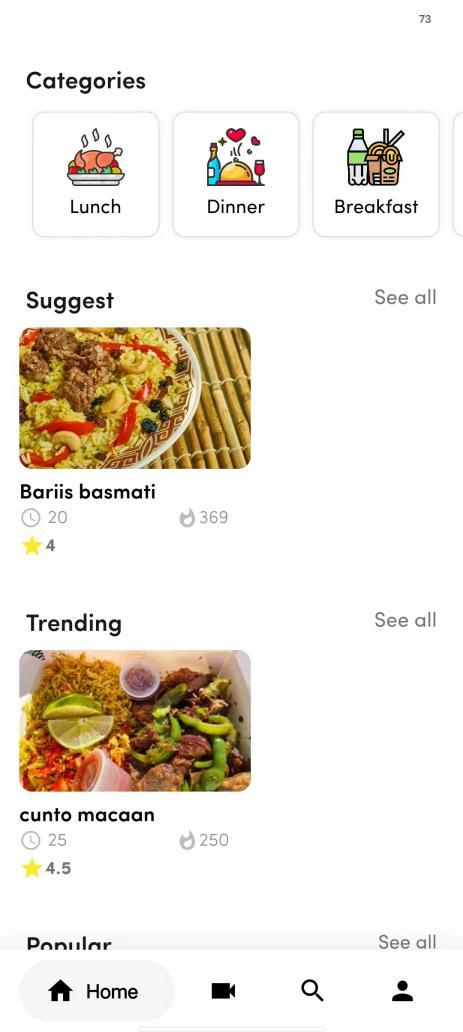 73
Categories
Lunch Dinner Breakfast
Suggest See all
Bariis basmati
20 369
4
Trending See all
cunto macaan
25 250
4.5
Popular See all
Home